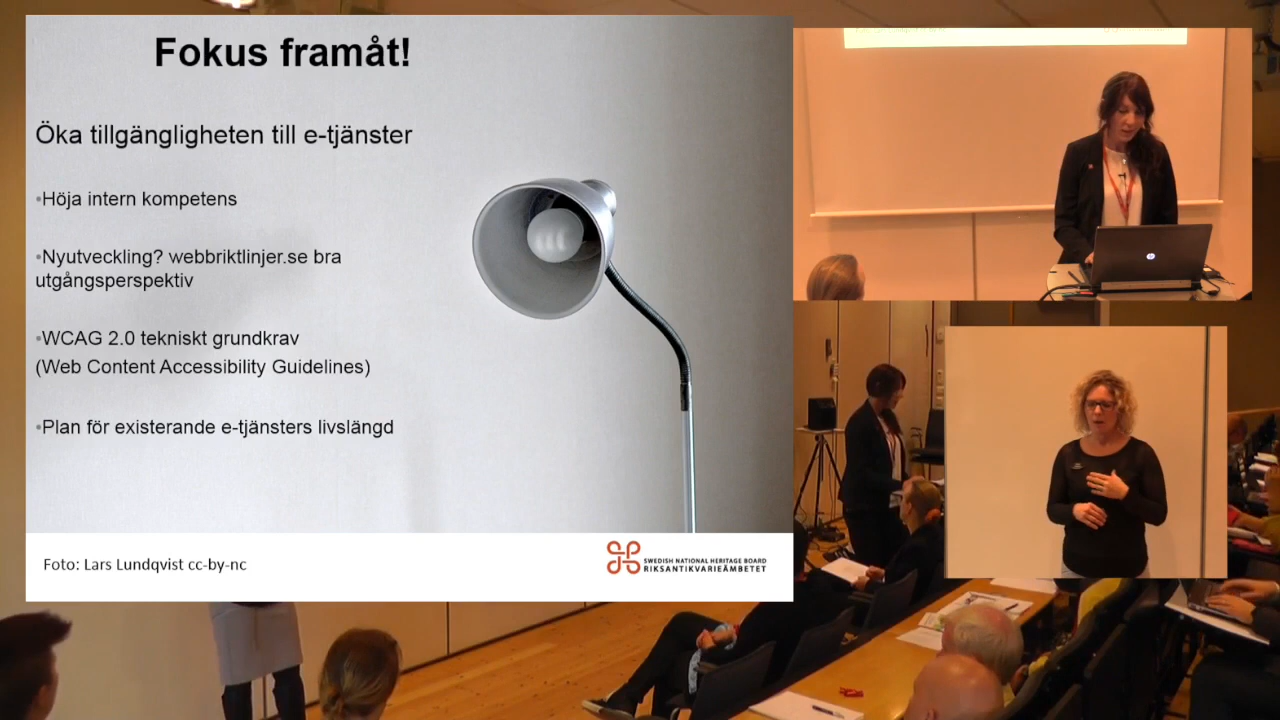 Fokus framåt!
Öka tillgängligheten till e-tjänster
•Höja intern kompetens
•Nyutveckling? webbriktlinjer.se bra
utgångsperspektiv
•WCAG 2.0 tekniskt grundkrav
(Web Content Accessibility Guidelines)
•Plan för existerande e-tjänsters livslängd
Foto: Lars Lundqvist cc-by-nc
SWEDISH NATIONAL HERITAGE BOARD
RIKSANTIKVARIEÄMBETET